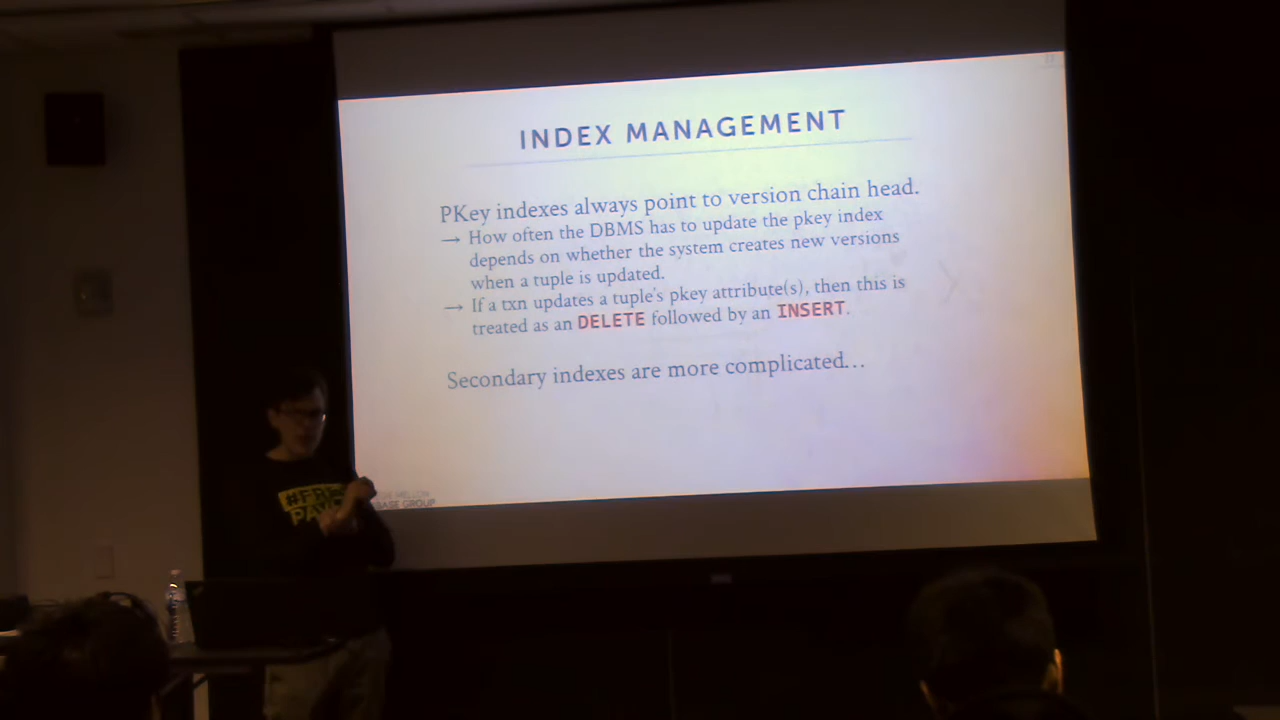 INDEX MANAGEMENT
PKey indexes always point to version chain head.
→ How often the DBMS has to update the pkey index
depends on whether the system creates new versions
when a tuple is updated.
→ If a txn updates a tuple's pkey attribute(s), then this is
treated as an DELETE followed by an INSERT.
Secondary indexes are more complicated…
#FREE
GROUP